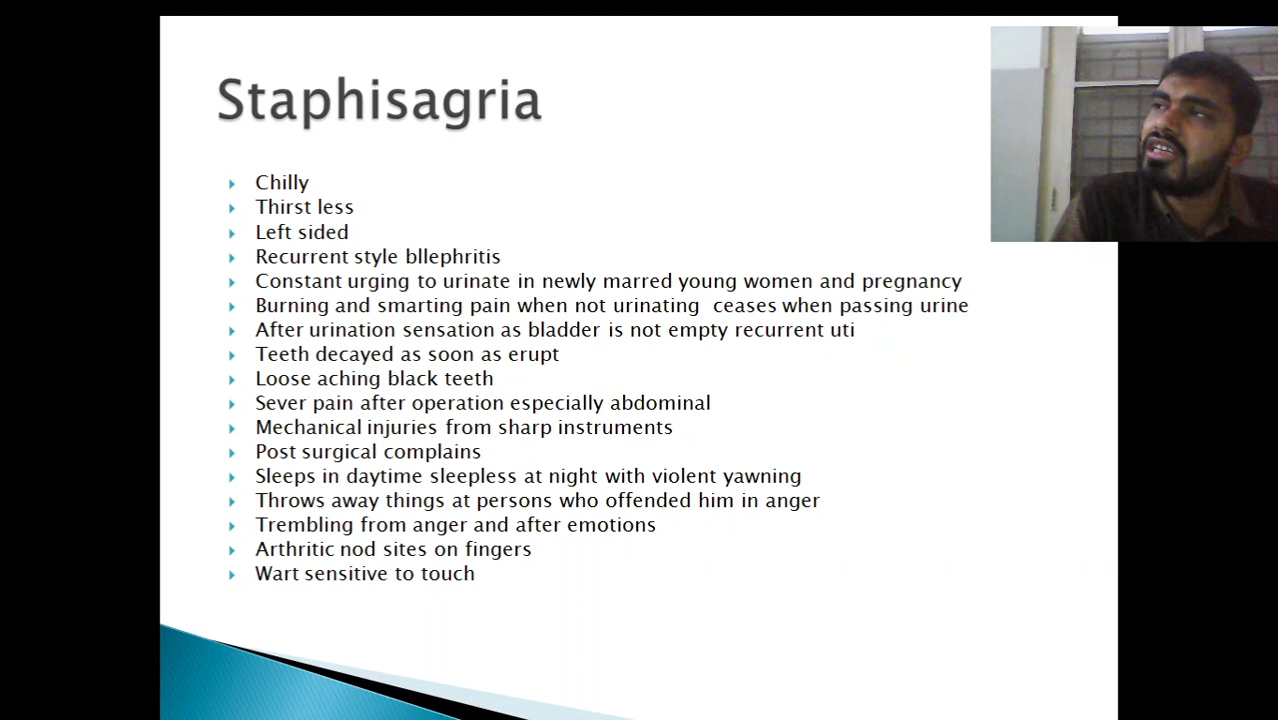 Staphisagria
Chilly
Thirst less
Left sided
Recurrent style bllephritis
Constant urging to urinate in newly marred young women and pregnancy
Burning and smarting pain when not urinating ceases when passing urine
After urination sensation as bladder is not empty recurrent uti
Teeth decayed as soon as erupt
Loose aching black teeth
Sever pain after operation especially abdominal
Mechanical injuries from sharp instruments
Post surgical complains
Sleeps in daytime sleepless at night with violent yawning
Throws away things at persons who offended him in anger
Trembling from anger and after emotions
Arthritic nod sites on fingers
Wart sensitive to touch